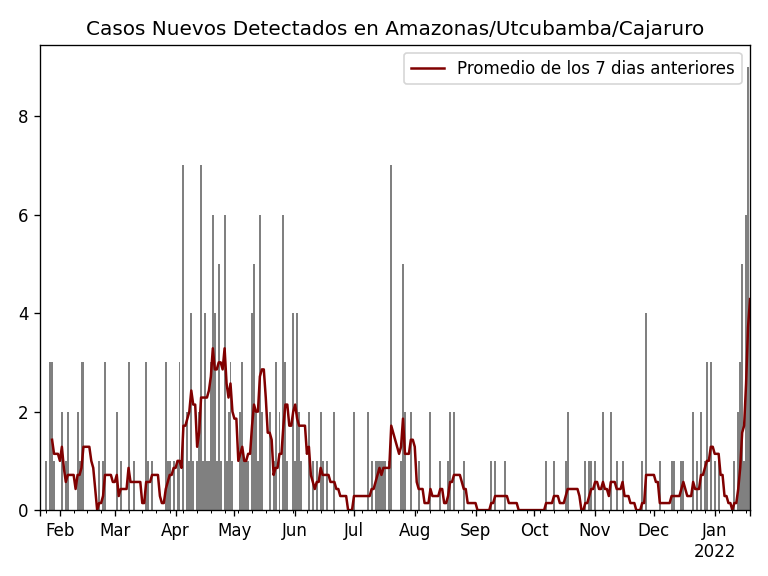 Casos Nuevos Detectados en Amazonas/Utcubamba/Cajaruro
Promedio de los 7 dias anteriores
8
6
4
2
0
Feb Mar Apr May Jun Jul Aug Sep Oct Nov Dec Jan
2022